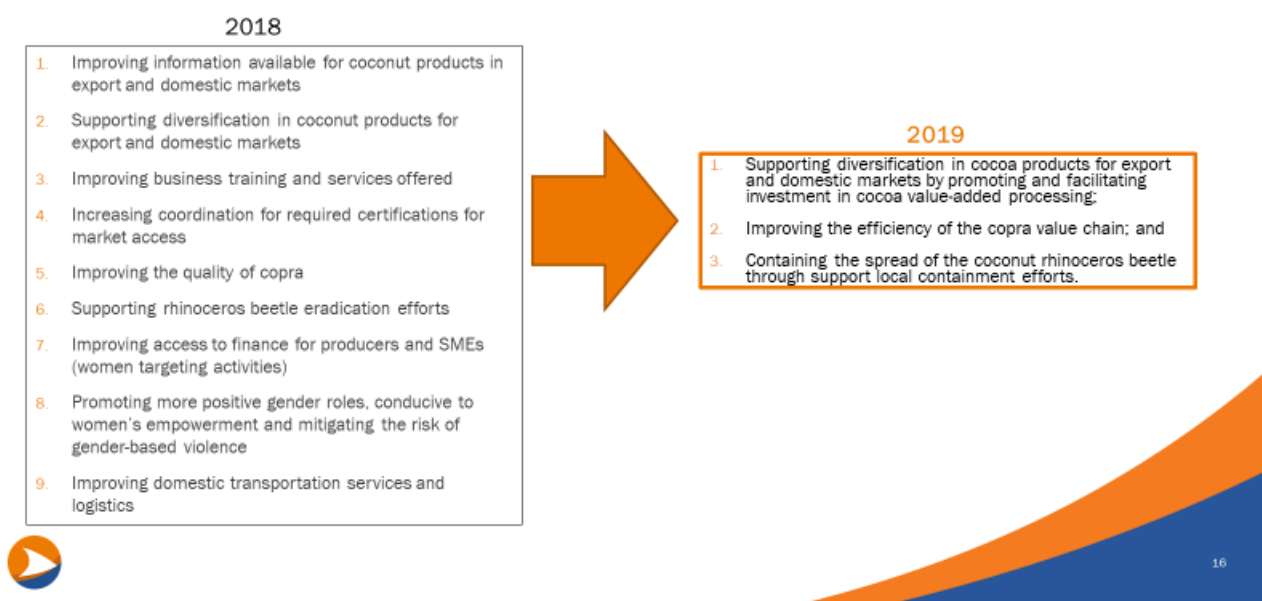 2018
1. Improving information available for coconut products in
export and domestic markets
2. Supporting diversification in coconut products for
export and domestic markets
3. Improving business training and services offered
4. Increasing coordination for required certifications for
market access
5. Improving the quality of copra
6. Supporting rhinoceros beetle eradication efforts
7. Improving access to finance for producers and SMEs
(women targeting activities)
8. Promoting more positive gender roles, conducive to
women's empowerment and mitigating the risk of
gender-based violence
9. Improving domestic transportation services and
logistics
2019
1. Supporting diversification in cocoa products for export
and domestic markets by promoting and facilitating
investment in cocoa value-added processing;
2. Improving the efficiency of the copra value chain; and
3. Containing the spread of the coconut rhinoceros beetle
through support local containment efforts.
16